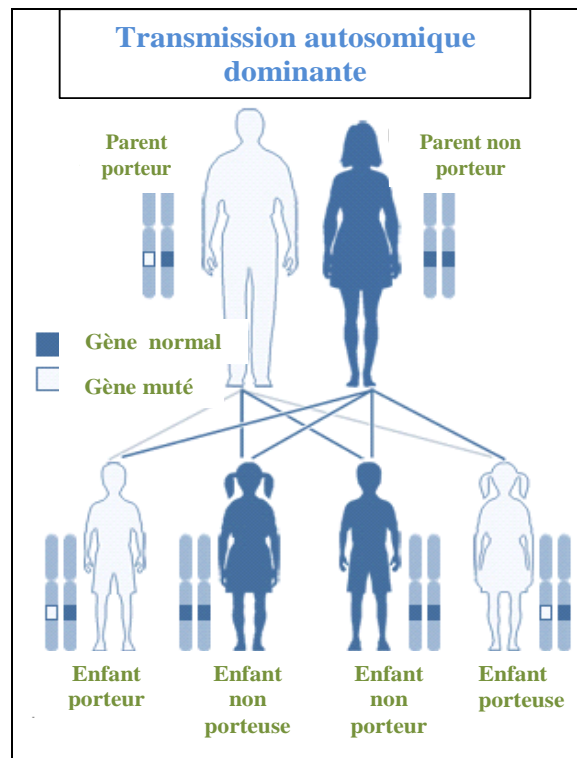 Transmission autosomique
dominante
Parent
porteur
Parent non
porteur
Gène normal
Gène muté
Enfant
porteur
Enfant
non
porteuse
Enfant
non
porteur
Enfant
porteuse